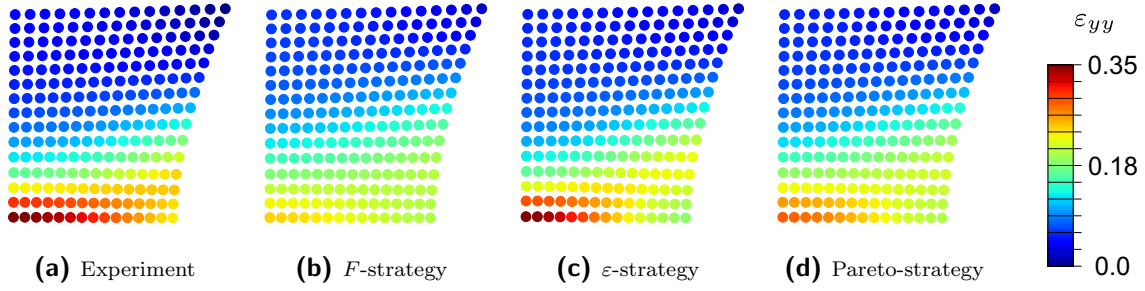 ε_yy
0.35
0.18
0.0
(a) Experiment
(b) F-strategy
(c) ε-strategy
(d) Pareto-strategy